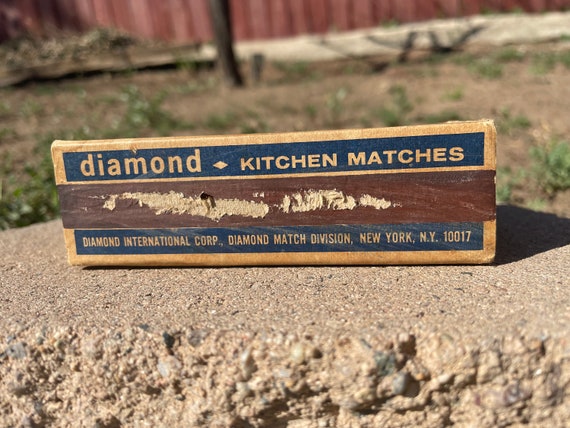 diamond ♦ KITCHEN MATCHES
DIAMOND INTERNATIONAL CORP., DIAMOND MATCH DIVISION, NEW YORK, N.Y. 10017